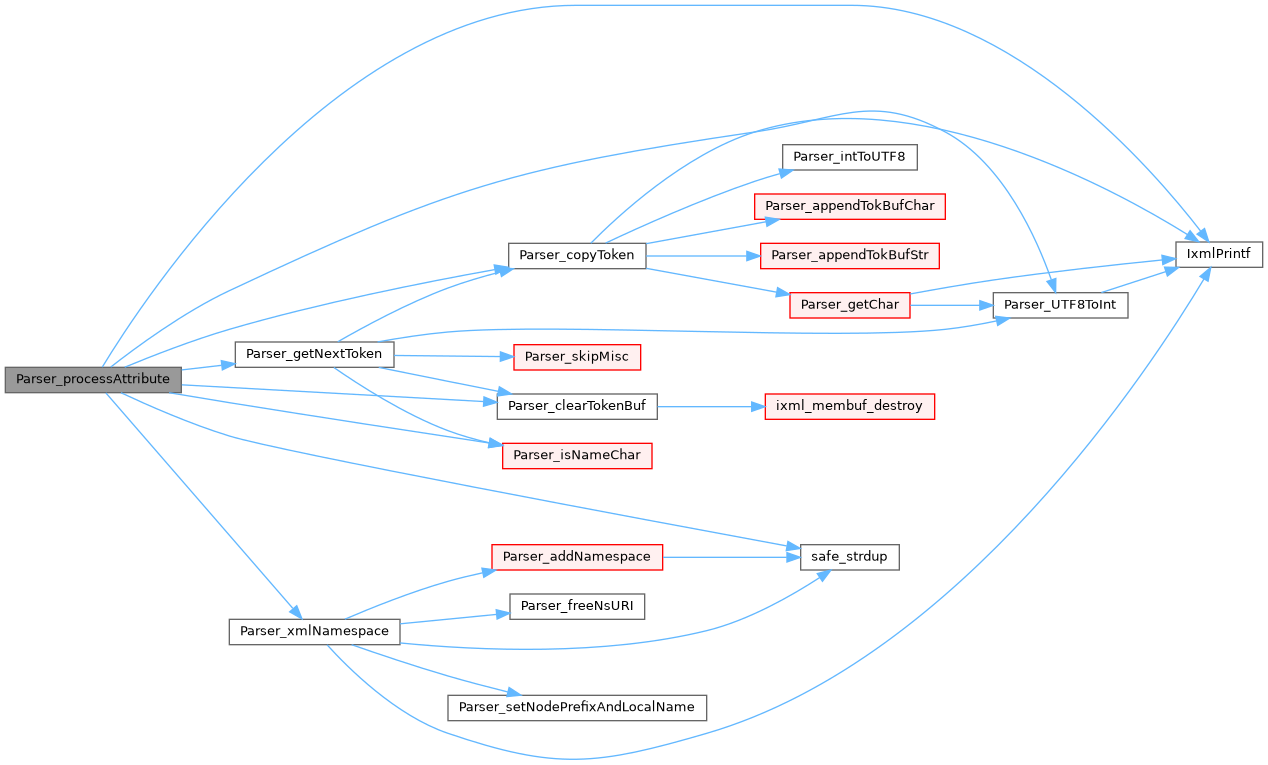 Parser_intToUTF8
Parser_appendTokBufChar
Parser_copyToken
Parser_appendTokBufStr
IxmlPrintf
Parser_getChar
Parser_UTF8ToInt
Parser_getNextToken
Parser_skipMisc
Parser_processAttribute
Parser_clearTokenBuf
ixml_membuf_destroy
Parser_isNameChar
Parser_addNamespace
safe_strdup
Parser_freeNsURI
Parser_xmlNamespace
Parser_setNodePrefixAndLocalName